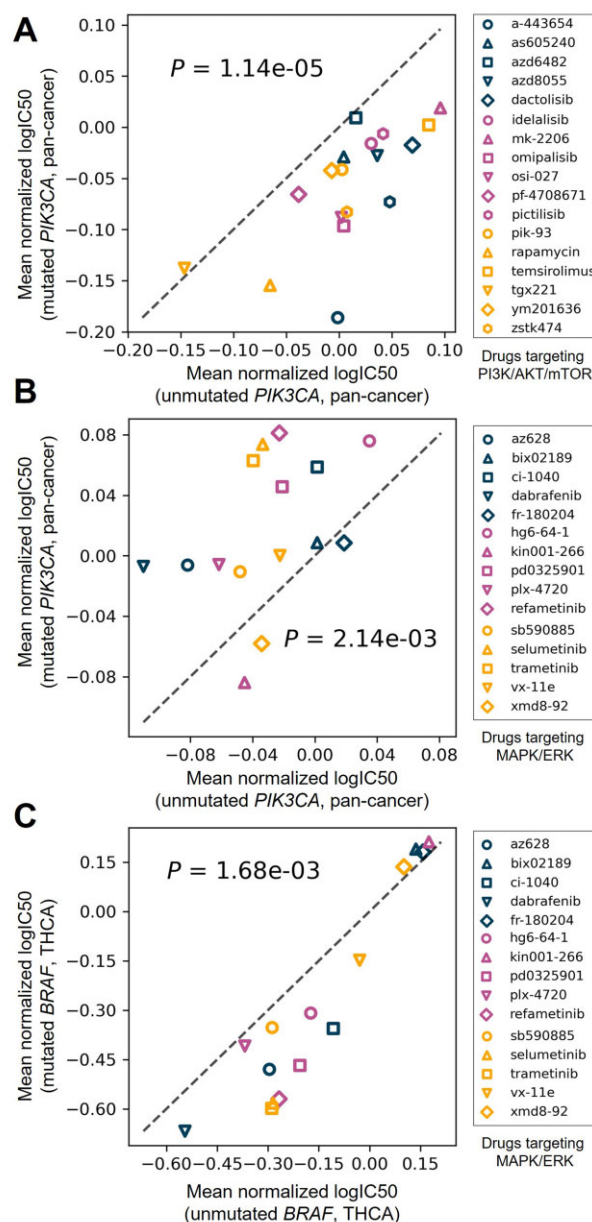 A
0.10
0.05
0.00
−0.05
−0.10
−0.15
−0.20
Mean normalized logIC50
(mutated PIK3CA, pan-cancer)
P = 1.14e-05
−0.20 −0.15 −0.10 −0.05 0.00 0.05 0.10
Mean normalized logIC50
(unmutated PIK3CA, pan-cancer)
a-443654
as605240
azd6482
azd8055
dactolisib
idelalisib
mk-2206
omipalisib
osi-027
pf-4708671
pictilisib
pik-93
rapamycin
temsirolimus
tgx221
ym201636
zstk474
Drugs targeting
PI3K/AKT/mTOR
B
0.08
0.04
0.00
−0.04
−0.08
Mean normalized logIC50
(mutated PIK3CA, pan-cancer)
P = 2.14e-03
−0.08 −0.04 0.00 0.04 0.08
Mean normalized logIC50
(unmutated PIK3CA, pan-cancer)
az628
bix02189
ci-1040
dabrafenib
fr-180204
hg6-64-1
kin001-266
pd0325901
plx-4720
refametinib
sb590885
selumetinib
trametinib
vx-11e
xmd8-92
Drugs targeting
MAPK/ERK
C
0.15
0.00
−0.15
−0.30
−0.45
−0.60
Mean normalized logIC50
(mutated BRAF, THCA)
P = 1.68e-03
−0.60 −0.45 −0.30 −0.15 0.00 0.15
Mean normalized logIC50
(unmutated BRAF, THCA)
az628
bix02189
ci-1040
dabrafenib
fr-180204
hg6-64-1
kin001-266
pd0325901
plx-4720
refametinib
sb590885
selumetinib
trametinib
vx-11e
xmd8-92
Drugs targeting
MAPK/ERK